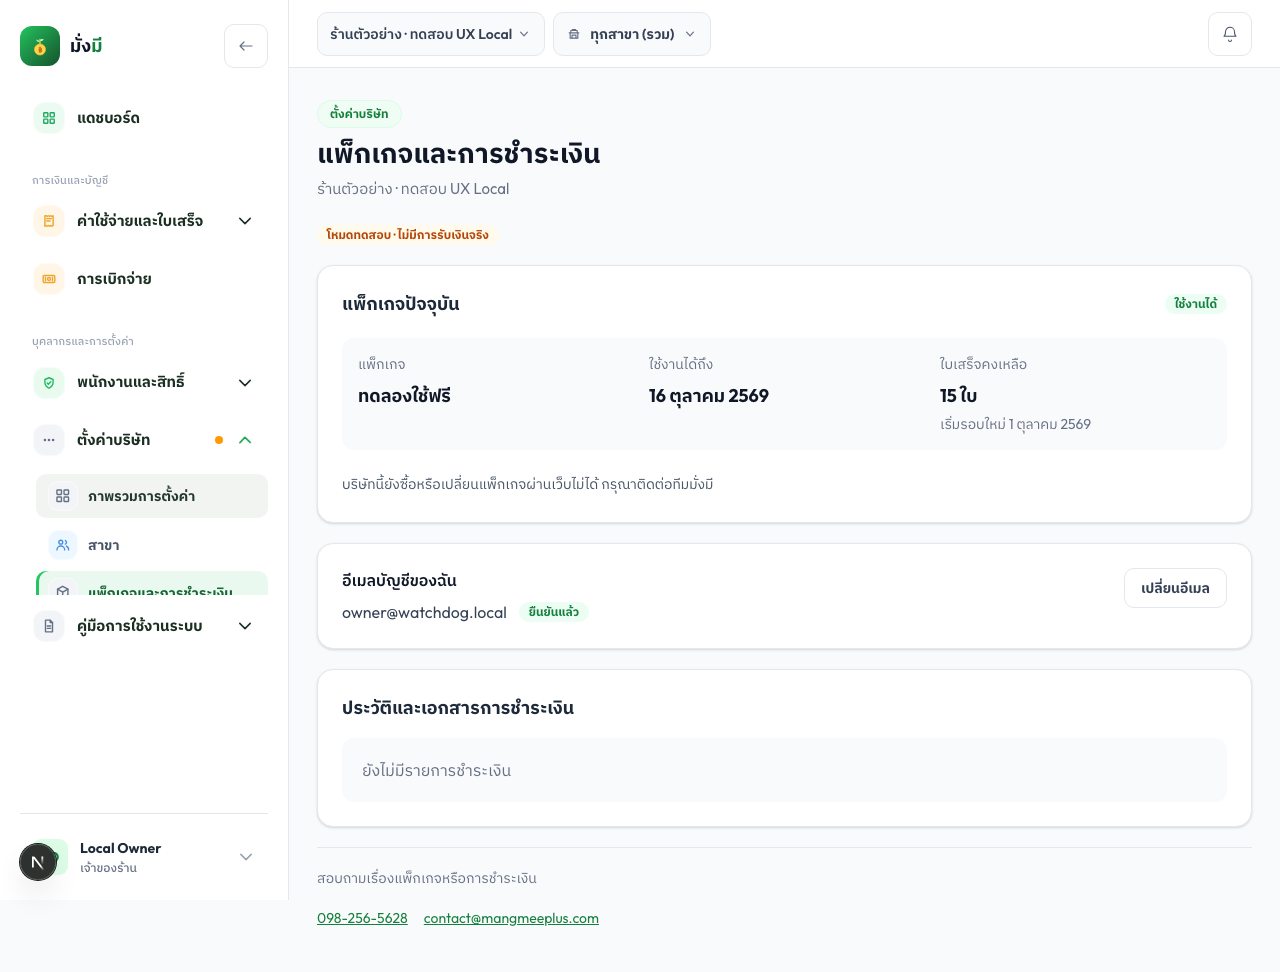 มั่งมี
แดชบอร์ด
การเงินและบัญชี
ค่าใช้จ่ายและใบเสร็จ
การเบิกจ่าย
บุคลากรและการตั้งค่า
พนักงานและสิทธิ์
ตั้งค่าบริษัท
ภาพรวมการตั้งค่า
สาขา
แพ็กเกจและการชำระเงิน
คู่มือการใช้งานระบบ
N
Local Owner
เจ้าของร้าน
ร้านตัวอย่าง · ทดสอบ UX Local
ทุกสาขา (รวม)
ตั้งค่าบริษัท
แพ็กเกจและการชำระเงิน
ร้านตัวอย่าง · ทดสอบ UX Local
โหมดทดสอบ · ไม่มีการรับเงินจริง
แพ็กเกจปัจจุบัน
ใช้งานได้
แพ็กเกจ
ทดลองใช้ฟรี
ใช้งานได้ถึง
16 ตุลาคม 2569
ใบเสร็จคงเหลือ
15 ใบ
เริ่มรอบใหม่ 1 ตุลาคม 2569
บริษัทนี้ยังซื้อหรือเปลี่ยนแพ็กเกจผ่านเว็บไม่ได้ กรุณาติดต่อทีมมั่งมี
อีเมลบัญชีของฉัน
owner@watchdog.local
ยืนยันแล้ว
เปลี่ยนอีเมล
ประวัติและเอกสารการชำระเงิน
ยังไม่มีรายการชำระเงิน
สอบถามเรื่องแพ็กเกจหรือการชำระเงิน
098-256-5628 contact@mangmeeplus.com